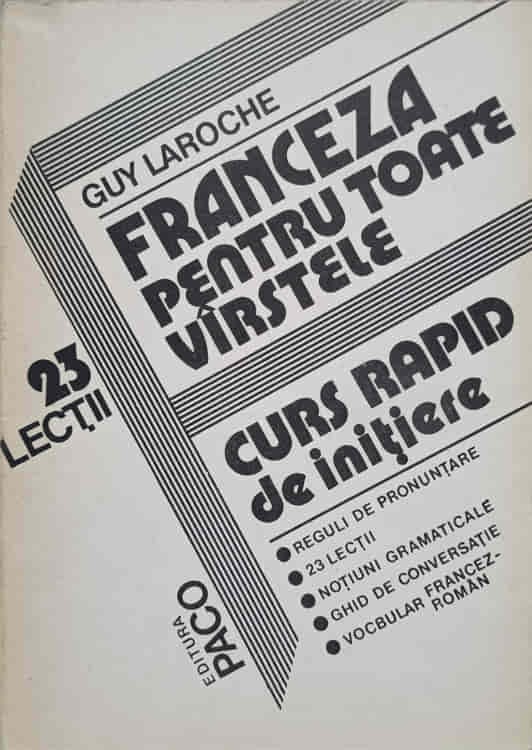 GUY LAROCHE
FRANCEZA
PENTRU TOATE
VÎRSTELE
23
LECȚII
CURS RAPID
de inițiere
● REGULI DE PRONUNȚARE
● 23 LECȚII
● NOȚIUNI GRAMATICALE
● GHID DE CONVERSAȚIE
● VOCBULAR FRANCEZ-
ROMÂN
EDITURA
PACO